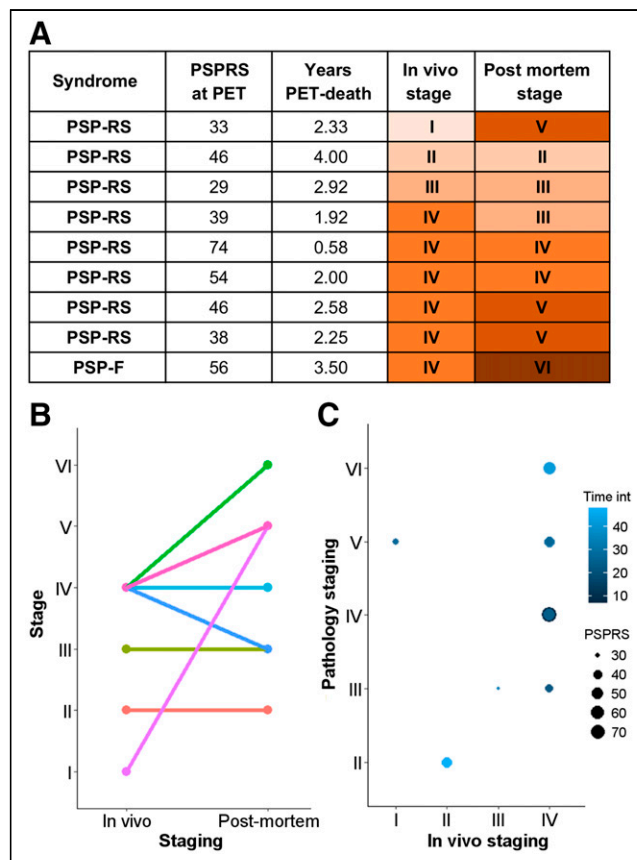 A
Syndrome PSPRS at PET Years PET-death In vivo stage Post mortem stage
PSP-RS 33 2.33 I V
PSP-RS 46 4.00 II II
PSP-RS 29 2.92 III III
PSP-RS 39 1.92 IV III
PSP-RS 74 0.58 IV IV
PSP-RS 54 2.00 IV IV
PSP-RS 46 2.58 IV V
PSP-RS 38 2.25 IV V
PSP-F 56 3.50 IV VI
B
VI
V
IV
III
II
I
Stage
In vivo Post-mortem
Staging
C
VI
V
IV
III
II
Pathology staging
I II III IV
In vivo staging
Time int
40
30
20
10
PSPRS
30
40
50
60
70